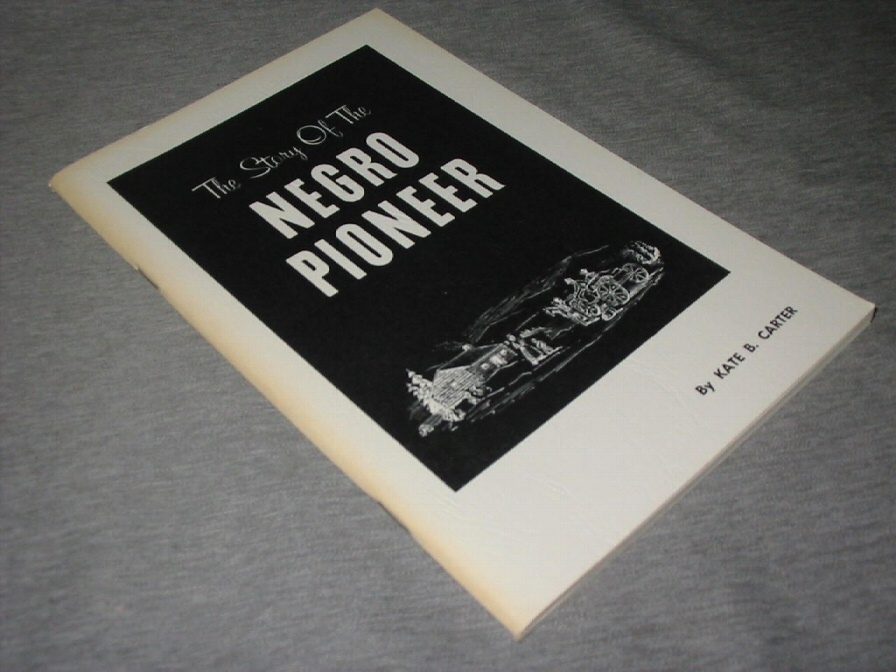 The Story Of The
NEGRO
PIONEER
By KATE B. CARTER